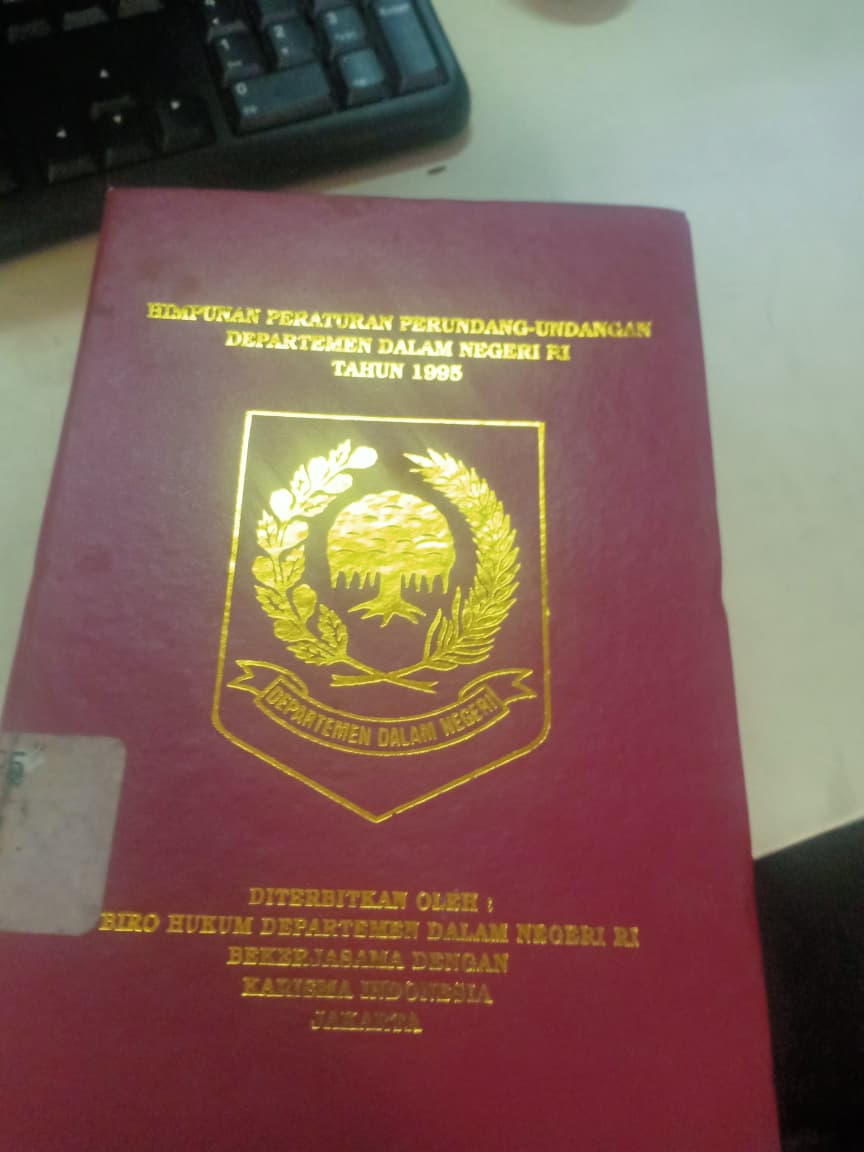 HIMPUNAN PERATURAN PERUNDANG-UNDANGAN
DEPARTEMEN DALAM NEGERI RI
TAHUN 1995
DEPARTEMEN DALAM NEGERI
DITERBITKAN OLEH :
BIRO HUKUM DEPARTEMEN DALAM NEGERI RI
BEKERJASAMA DENGAN
KARISMA INDONESIA
JAKARTA